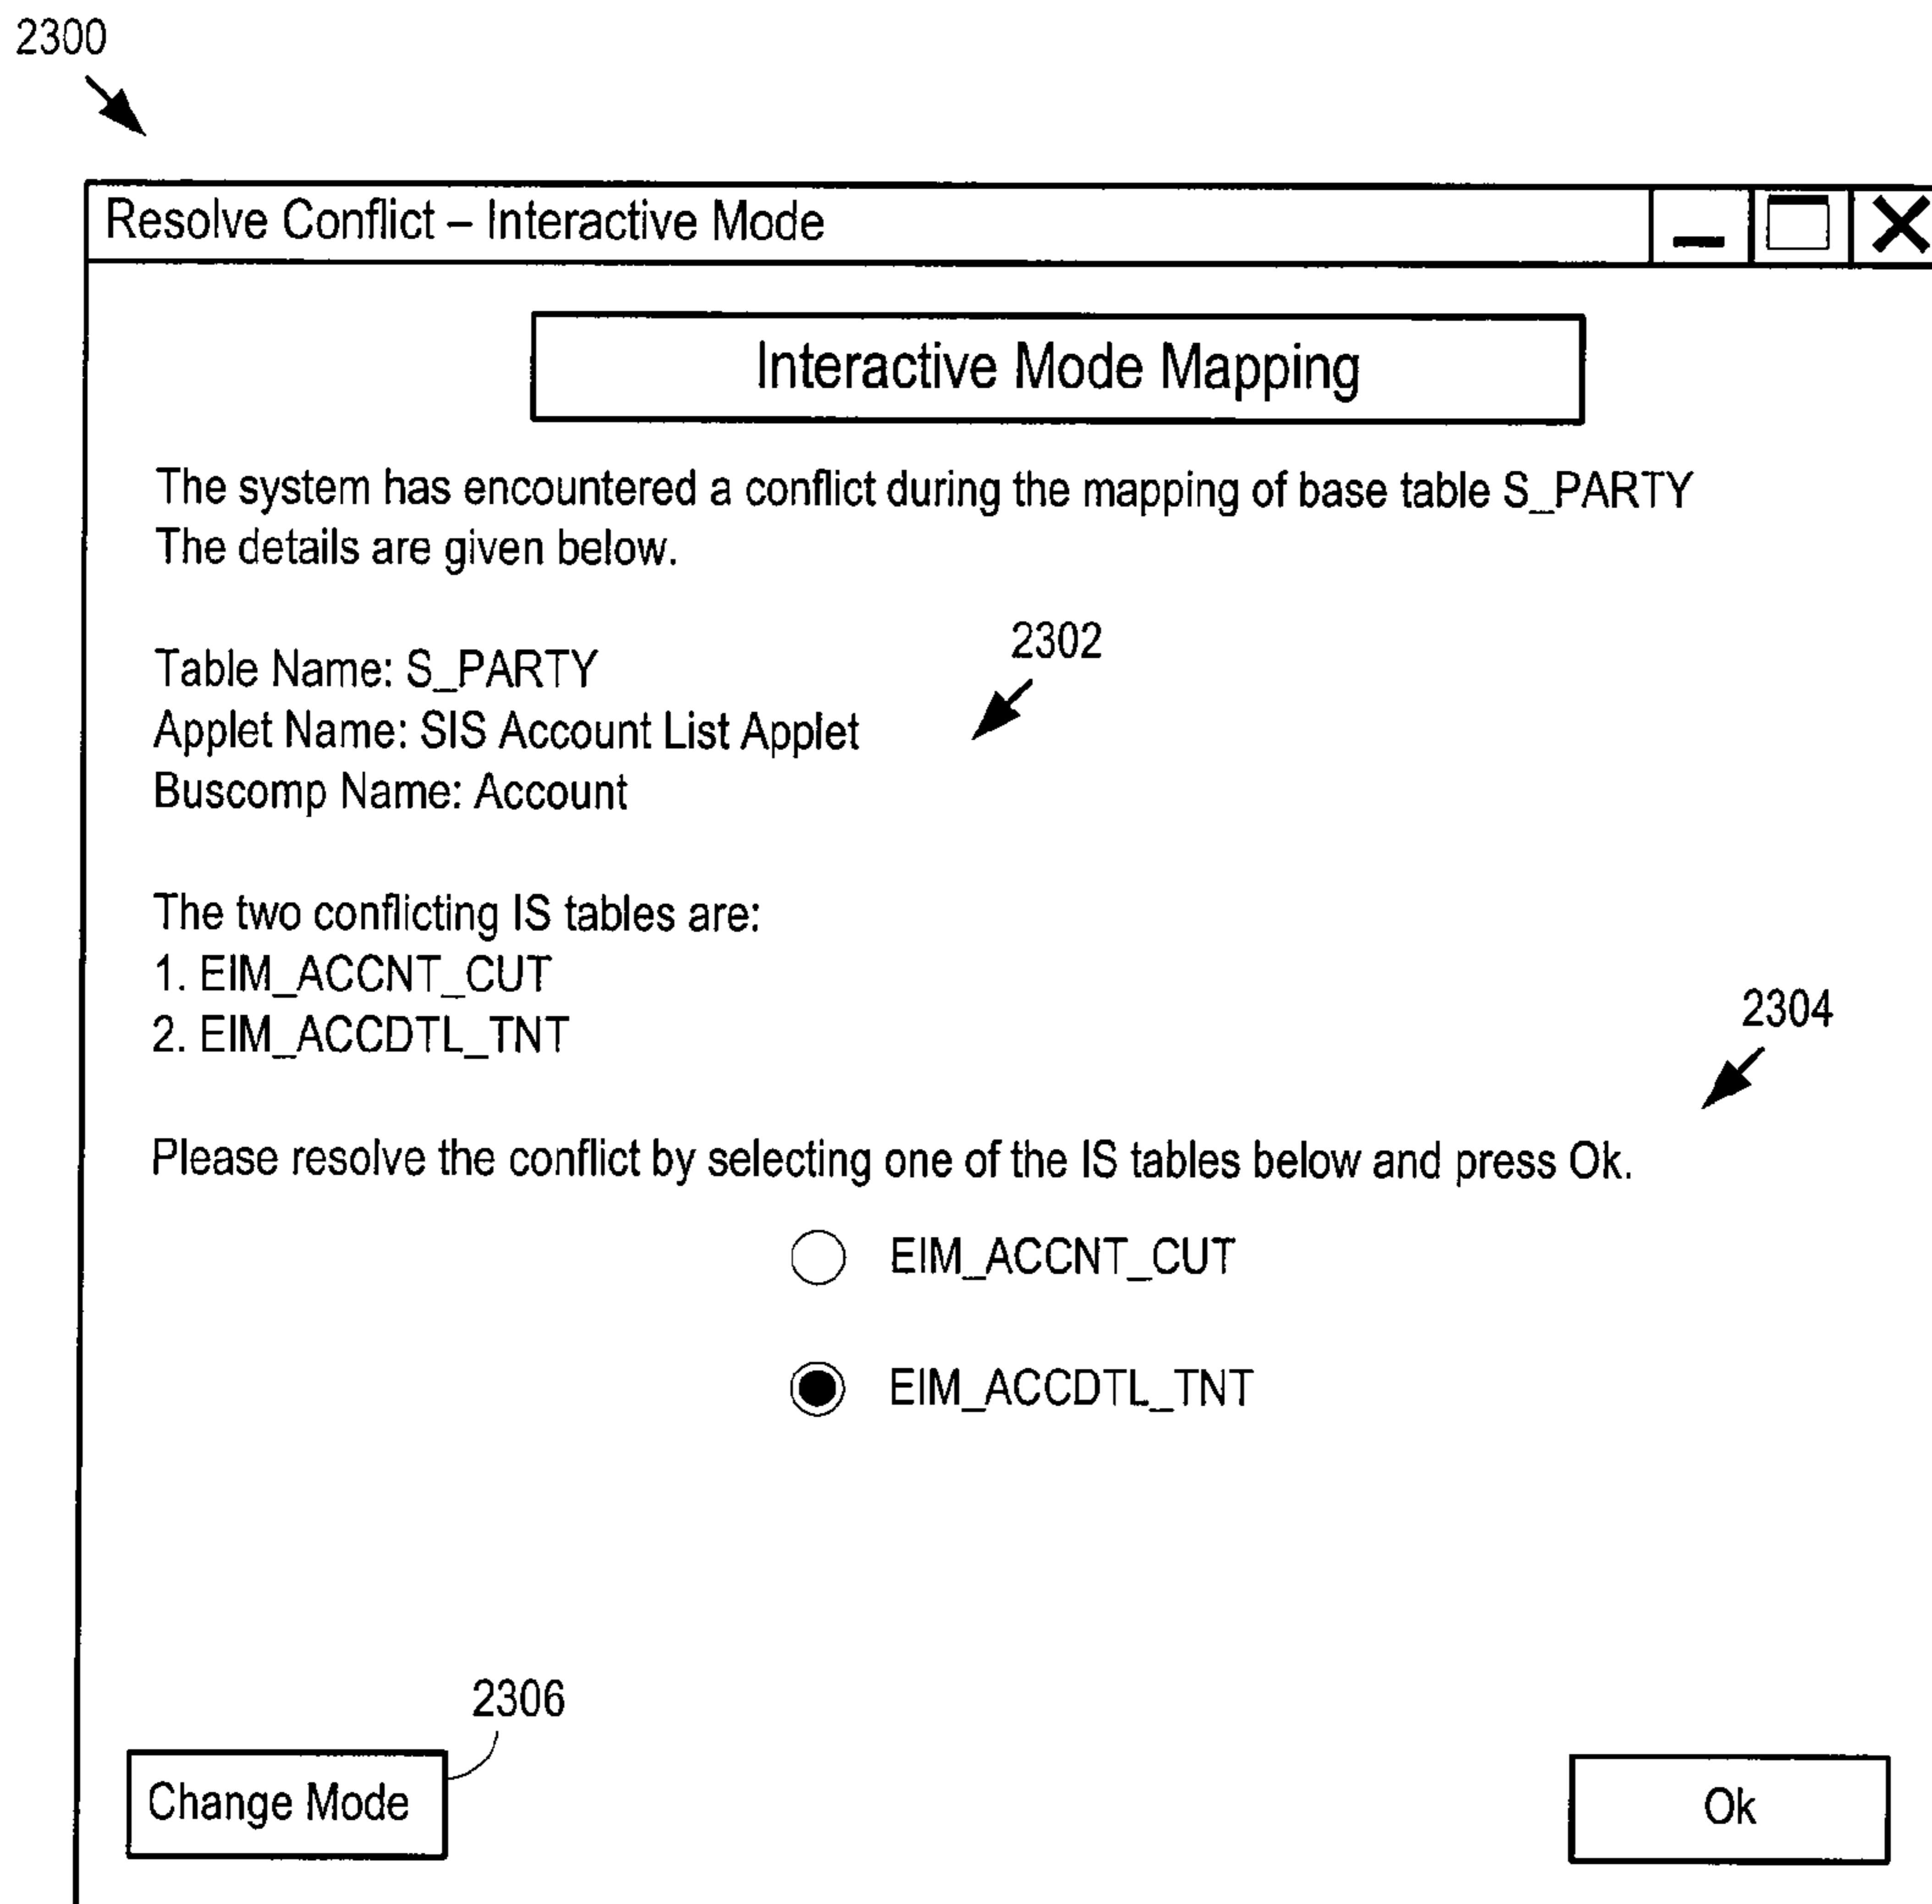 2300
Resolve Conflict – Interactive Mode
Interactive Mode Mapping
The system has encountered a conflict during the mapping of base table S_PARTY
The details are given below.
2302
Table Name: S_PARTY
Applet Name: SIS Account List Applet
Buscomp Name: Account
The two conflicting IS tables are:
1. EIM_ACCNT_CUT
2. EIM_ACCDTL_TNT
2304
Please resolve the conflict by selecting one of the IS tables below and press Ok.
EIM_ACCNT_CUT
EIM_ACCDTL_TNT
2306
Change Mode
Ok